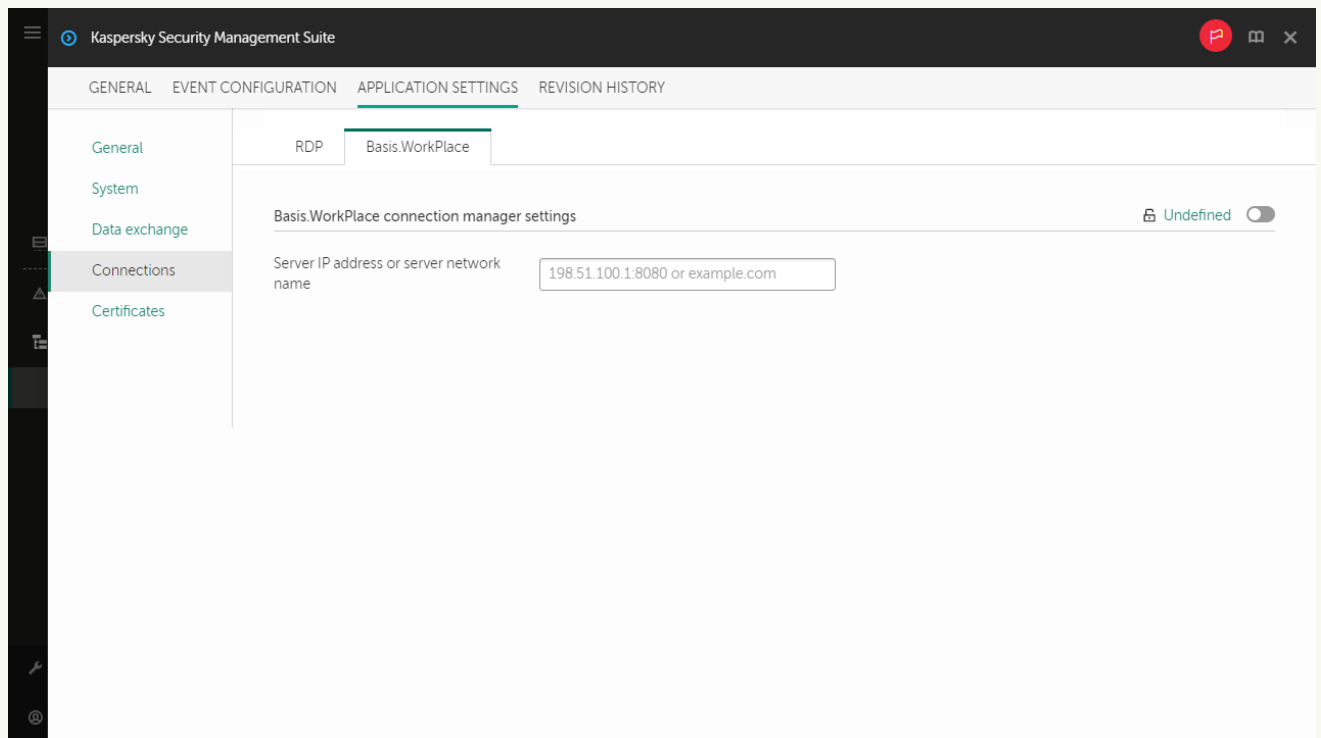 Kaspersky Security Management Suite
GENERAL EVENT CONFIGURATION APPLICATION SETTINGS REVISION HISTORY
General
System
Data exchange
Connections
Certificates
RDP Basis.WorkPlace
Basis.WorkPlace connection manager settings Undefined
Server IP address or server network
name
198.51.100.1:8080 or example.com